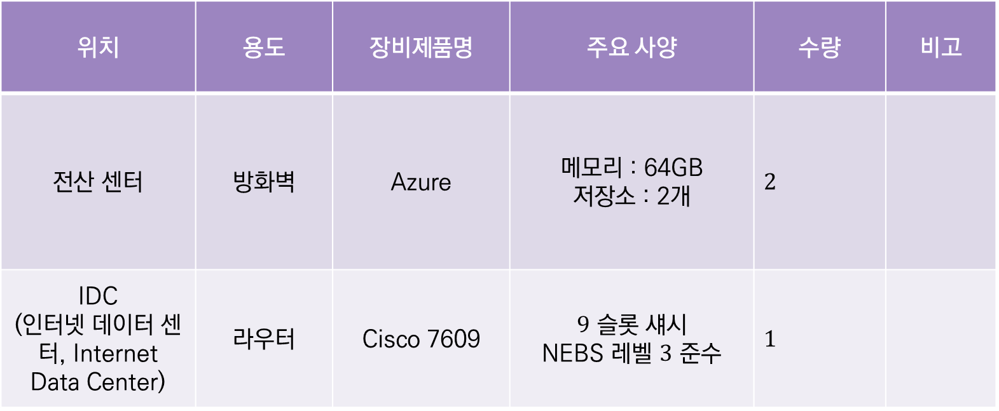 위치 용도 장비제품명 주요 사양 수량 비고
전산 센터 방화벽 Azure 메모리 : 64GB 2
저장소 : 2개
IDC
(인터넷 데이터 센
터, Internet
Data Center)
라우터
Cisco 7609
9 슬롯 섀시
NEBS 레벨 3 준수
1